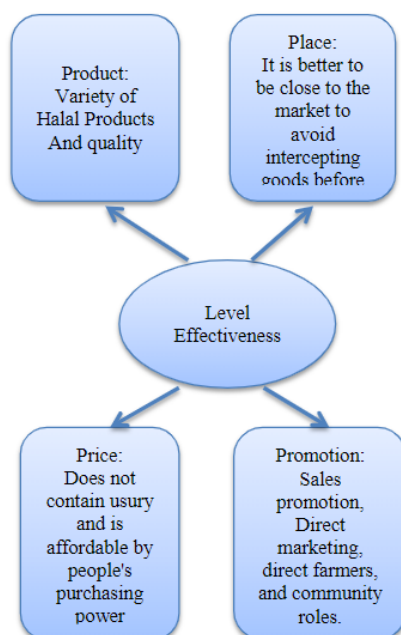 Product:
Variety of
Halal Products
And quality
Place:
It is better to
be close to the
market to
avoid
intercepting
goods before
Level
Effectiveness
Price:
Does not
contain usury
and is
affordable by
people's
purchasing
power
Promotion:
Sales
promotion,
Direct
marketing,
direct farmers,
and community
roles.